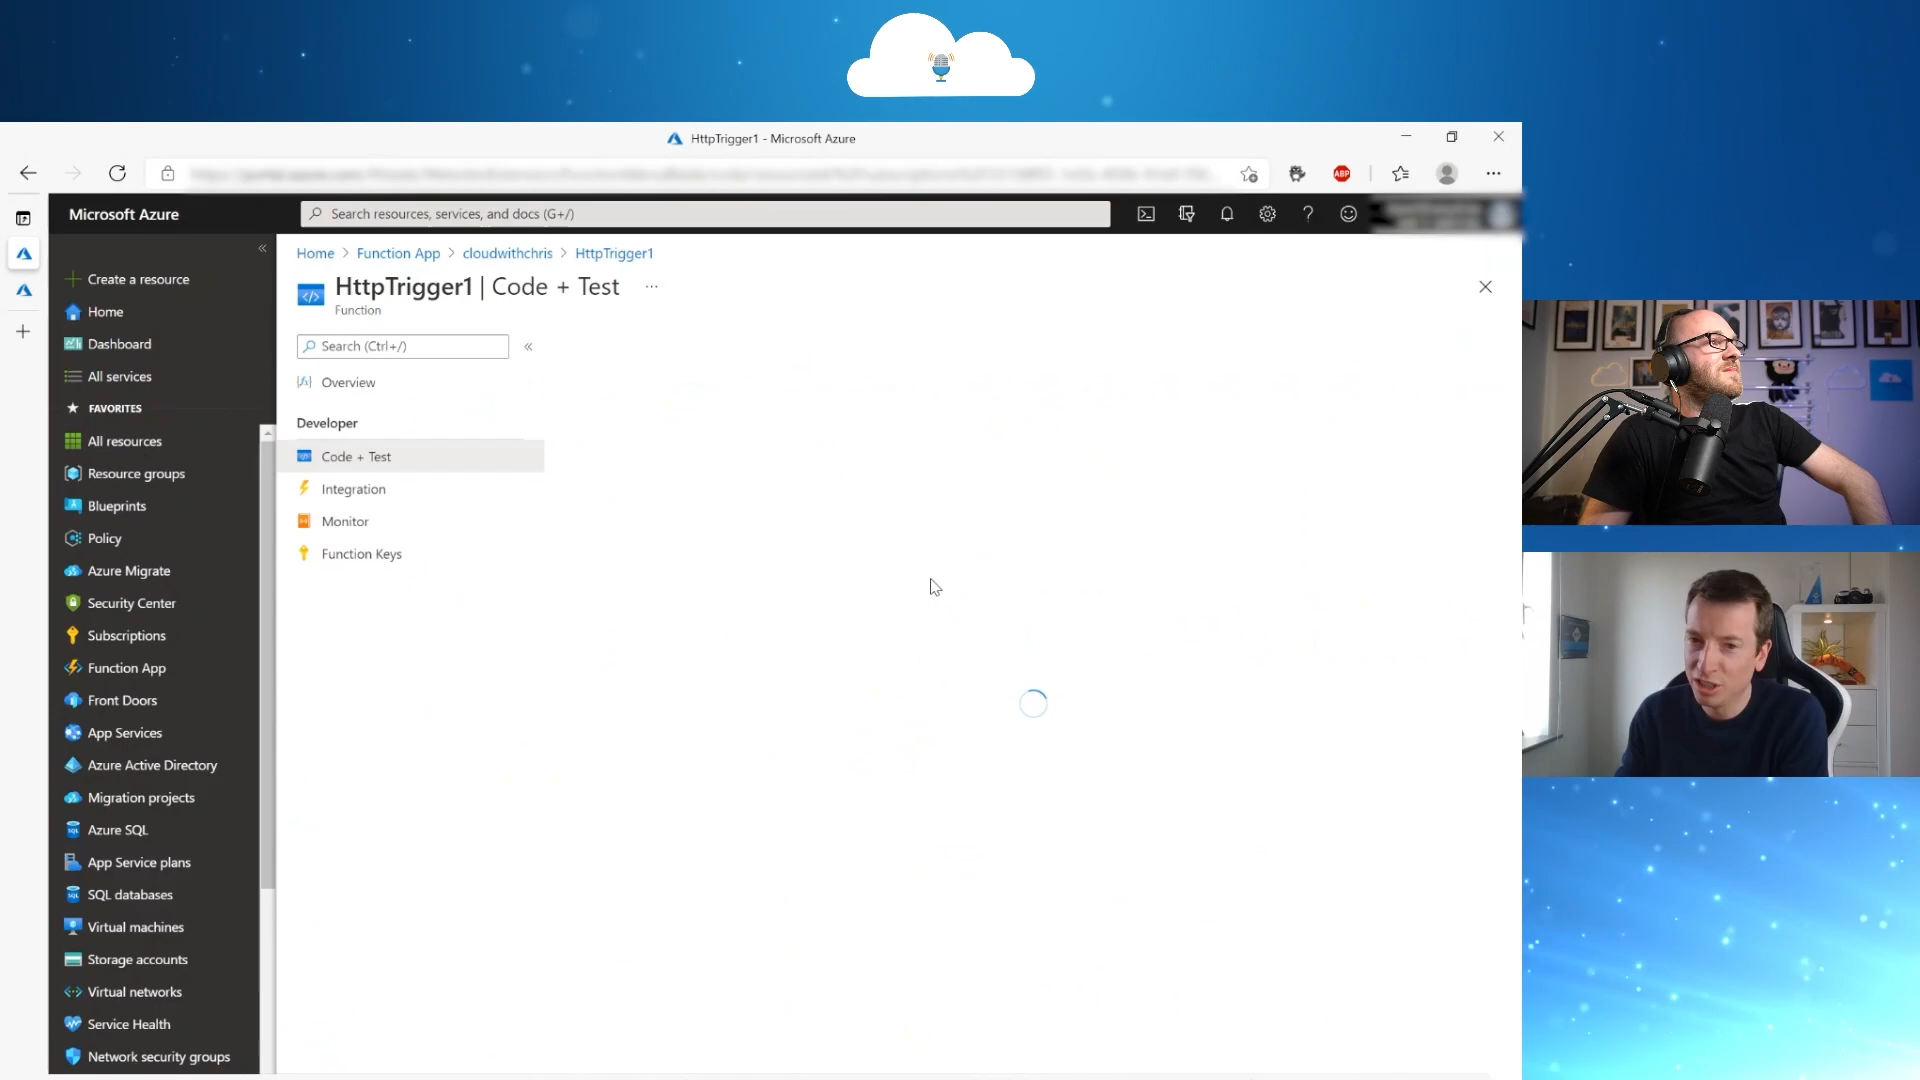 HttpTrigger1 - Microsoft Azure
ABP
Microsoft Azure
Search resources, services, and docs (G+/)
Home > Function App > cloudwithchris > HttpTrigger1
HttpTrigger1 | Code + Test ...
Function
Search (Ctrl+/)
Overview
Developer
Code + Test
Integration
Monitor
Function Keys
Create a resource
Home
Dashboard
All services
FAVORITES
All resources
Resource groups
Blueprints
Policy
Azure Migrate
Security Center
Subscriptions
Function App
Front Doors
App Services
Azure Active Directory
Migration projects
Azure SQL
App Service plans
SQL databases
Virtual machines
Storage accounts
Virtual networks
Service Health
Network security groups